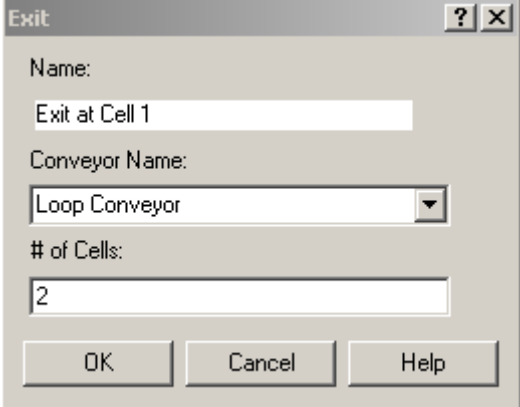 Exit
Name:
Exit at Cell 1
Conveyor Name:
Loop Conveyor
# of Cells:
2
OK Cancel Help